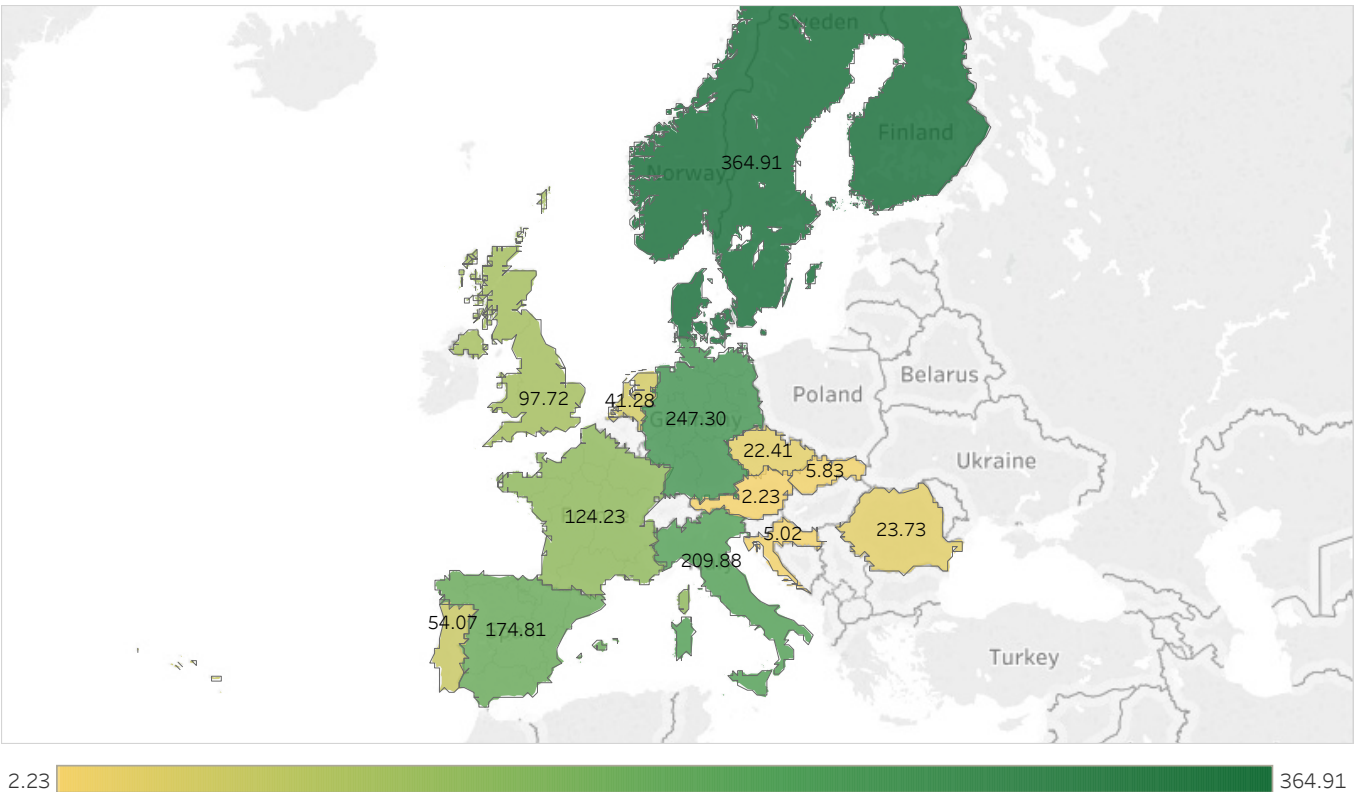 Sweden
Finland
364.91
Norway
Belarus
Poland
97.72
41.28
247.30
Germany
22.41
5.83
Ukraine
2.23
124.23
5.02
23.73
209.88
54.07
174.81
Turkey
2.23
364.91